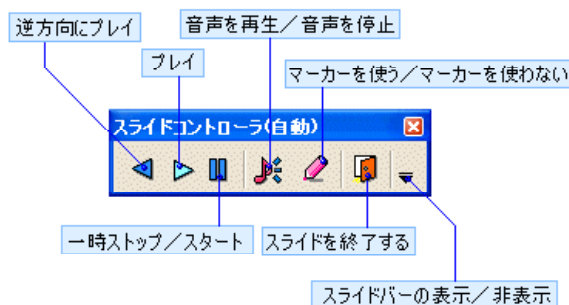 音声を再生／音声を停止
逆方向にプレイ
プレイ
マーカーを使う／マーカーを使わない
スライドコントローラ(自動)
一時ストップ／スタート
スライドを終了する
スライドバーの表示／非表示